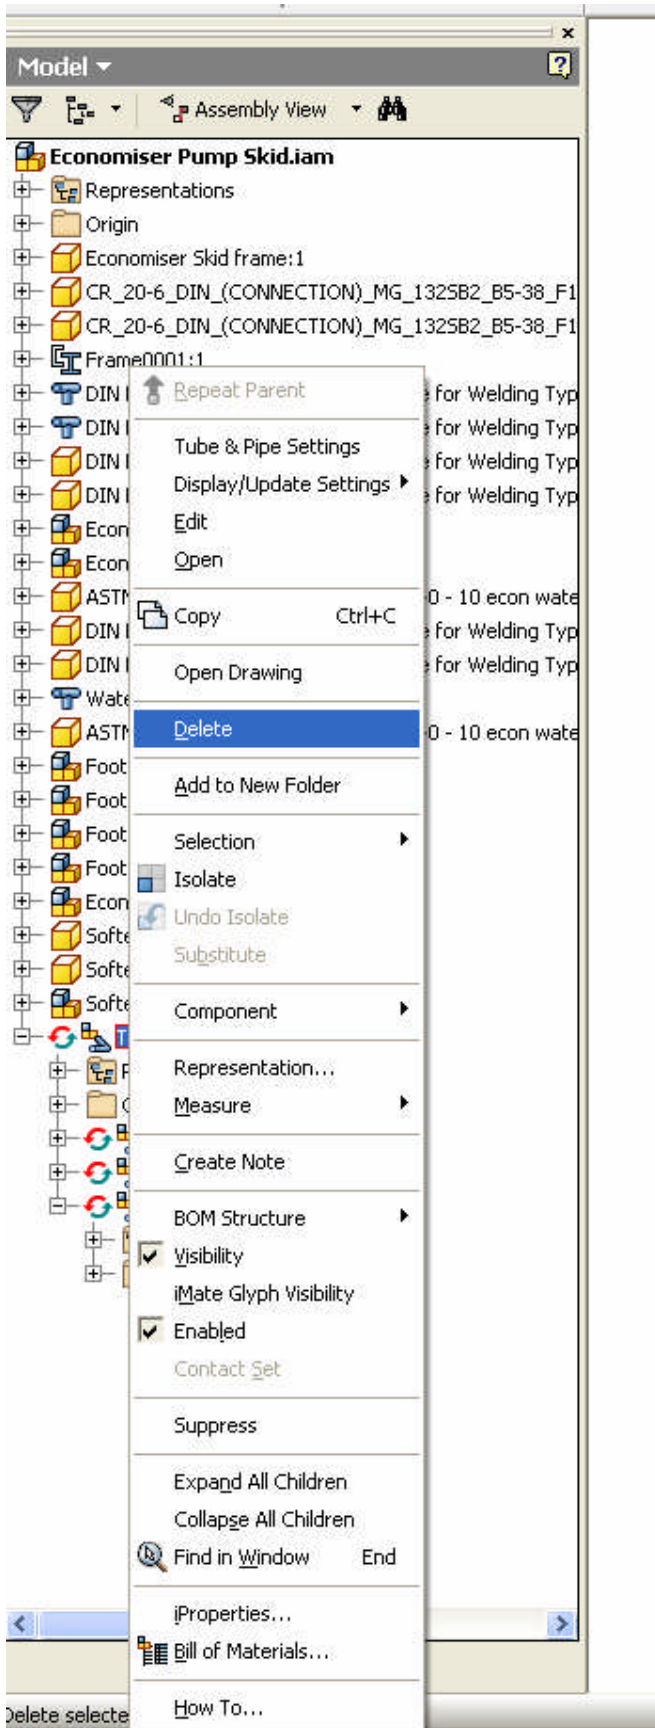 Model
Assembly View
Economiser Pump Skid.iam
Representations
Origin
Economiser Skid frame:1
CR_20-6_DIN_(CONNECTION)_MG_132SB2_B5-38_F1
CR_20-6_DIN_(CONNECTION)_MG_132SB2_B5-38_F1
Frame0001:1
Repeat Parent
DIN e for Welding Typ
DIN e for Welding Typ
Tube & Pipe Settings
DIN e for Welding Typ
Display/Update Settings
DIN e for Welding Typ
Edit
Econ
Open
Econ
ASTM 0 - 10 econ wate
Copy Ctrl+C
DIN e for Welding Typ
DIN e for Welding Typ
Open Drawing
Wate
Delete
ASTM 0 - 10 econ wate
Foot
Add to New Folder
Foot
Foot
Selection
Foot
Isolate
Econ
Undo Isolate
Softe
Substitute
Softe
Softe
Component
T
Representation...
Measure
Create Note
BOM Structure
Visibility
iMate Glyph Visibility
Enabled
Contact Set
Suppress
Expand All Children
Collapse All Children
Find in Window End
iProperties...
Bill of Materials...
How To...
Delete selecte